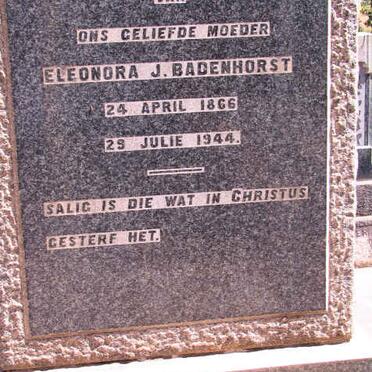 VAN
ONS GELIEFDE MOEDER
ELEONORA J. BADENHORST
24 APRIL 1866
29 JULIE 1944.
SALIG IS DIE WAT IN CHRISTUS
GESTERF HET.